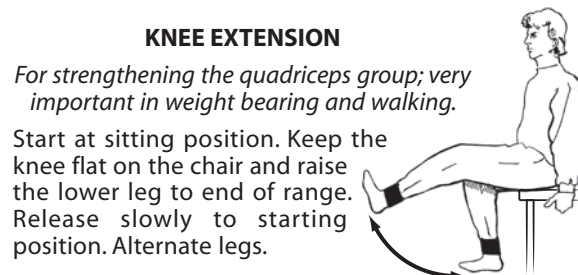 KNEE EXTENSION
For strengthening the quadriceps group; very
important in weight bearing and walking.
Start at sitting position. Keep the
knee flat on the chair and raise
the lower leg to end of range.
Release slowly to starting
position. Alternate legs.